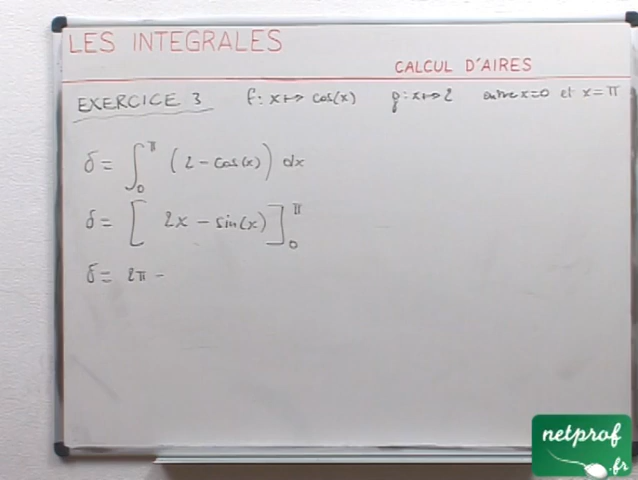 LES INTEGRALES
CALCUL D'AIRES
EXERCICE 3 f: x ↦ cos(x) g: x ↦ 2 entre x=0 et x=π
δ = ∫₀^π (2 - cos(x)) dx
δ = [2x - sin(x)]₀^π
δ = 2π -
netprof
.fr